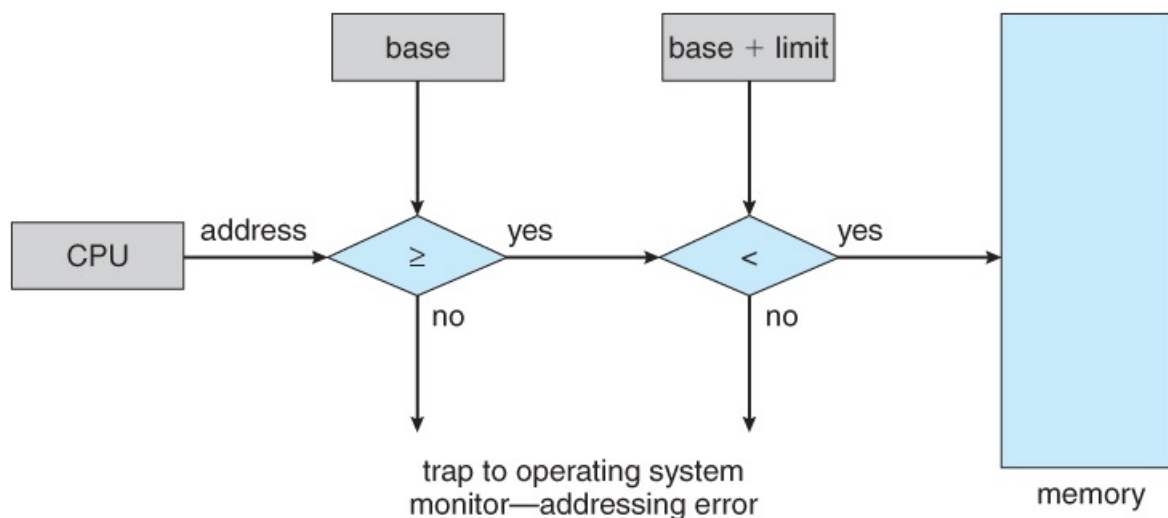 base
base + limit
CPU
address
≥
yes
<
yes
no
no
trap to operating system
monitor—addressing error
memory